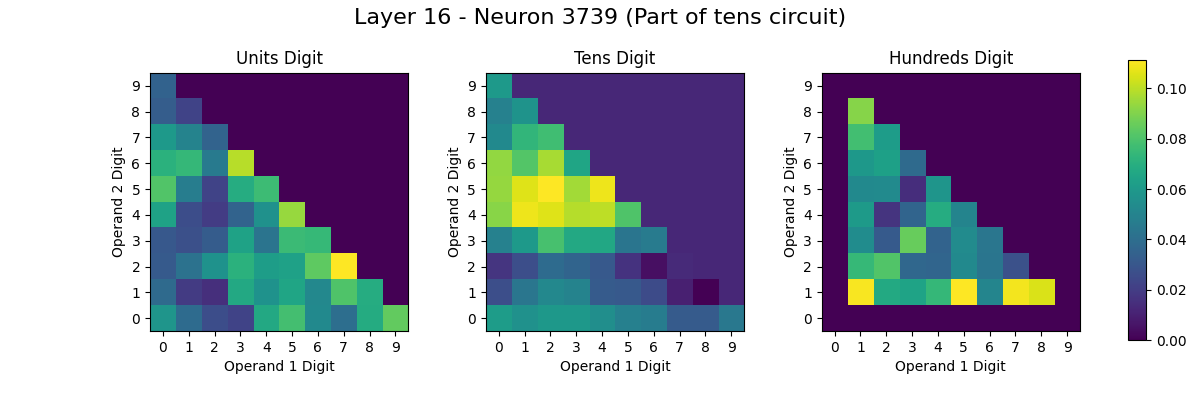 Layer 16 - Neuron 3739 (Part of tens circuit)
Units Digit
Operand 2 Digit
9
8
7
6
5
4
3
2
1
0
0 1 2 3 4 5 6 7 8 9
Operand 1 Digit
Tens Digit
Operand 2 Digit
9
8
7
6
5
4
3
2
1
0
0 1 2 3 4 5 6 7 8 9
Operand 1 Digit
Hundreds Digit
Operand 2 Digit
9
8
7
6
5
4
3
2
1
0
0 1 2 3 4 5 6 7 8 9
Operand 1 Digit
0.10
0.08
0.06
0.04
0.02
0.00